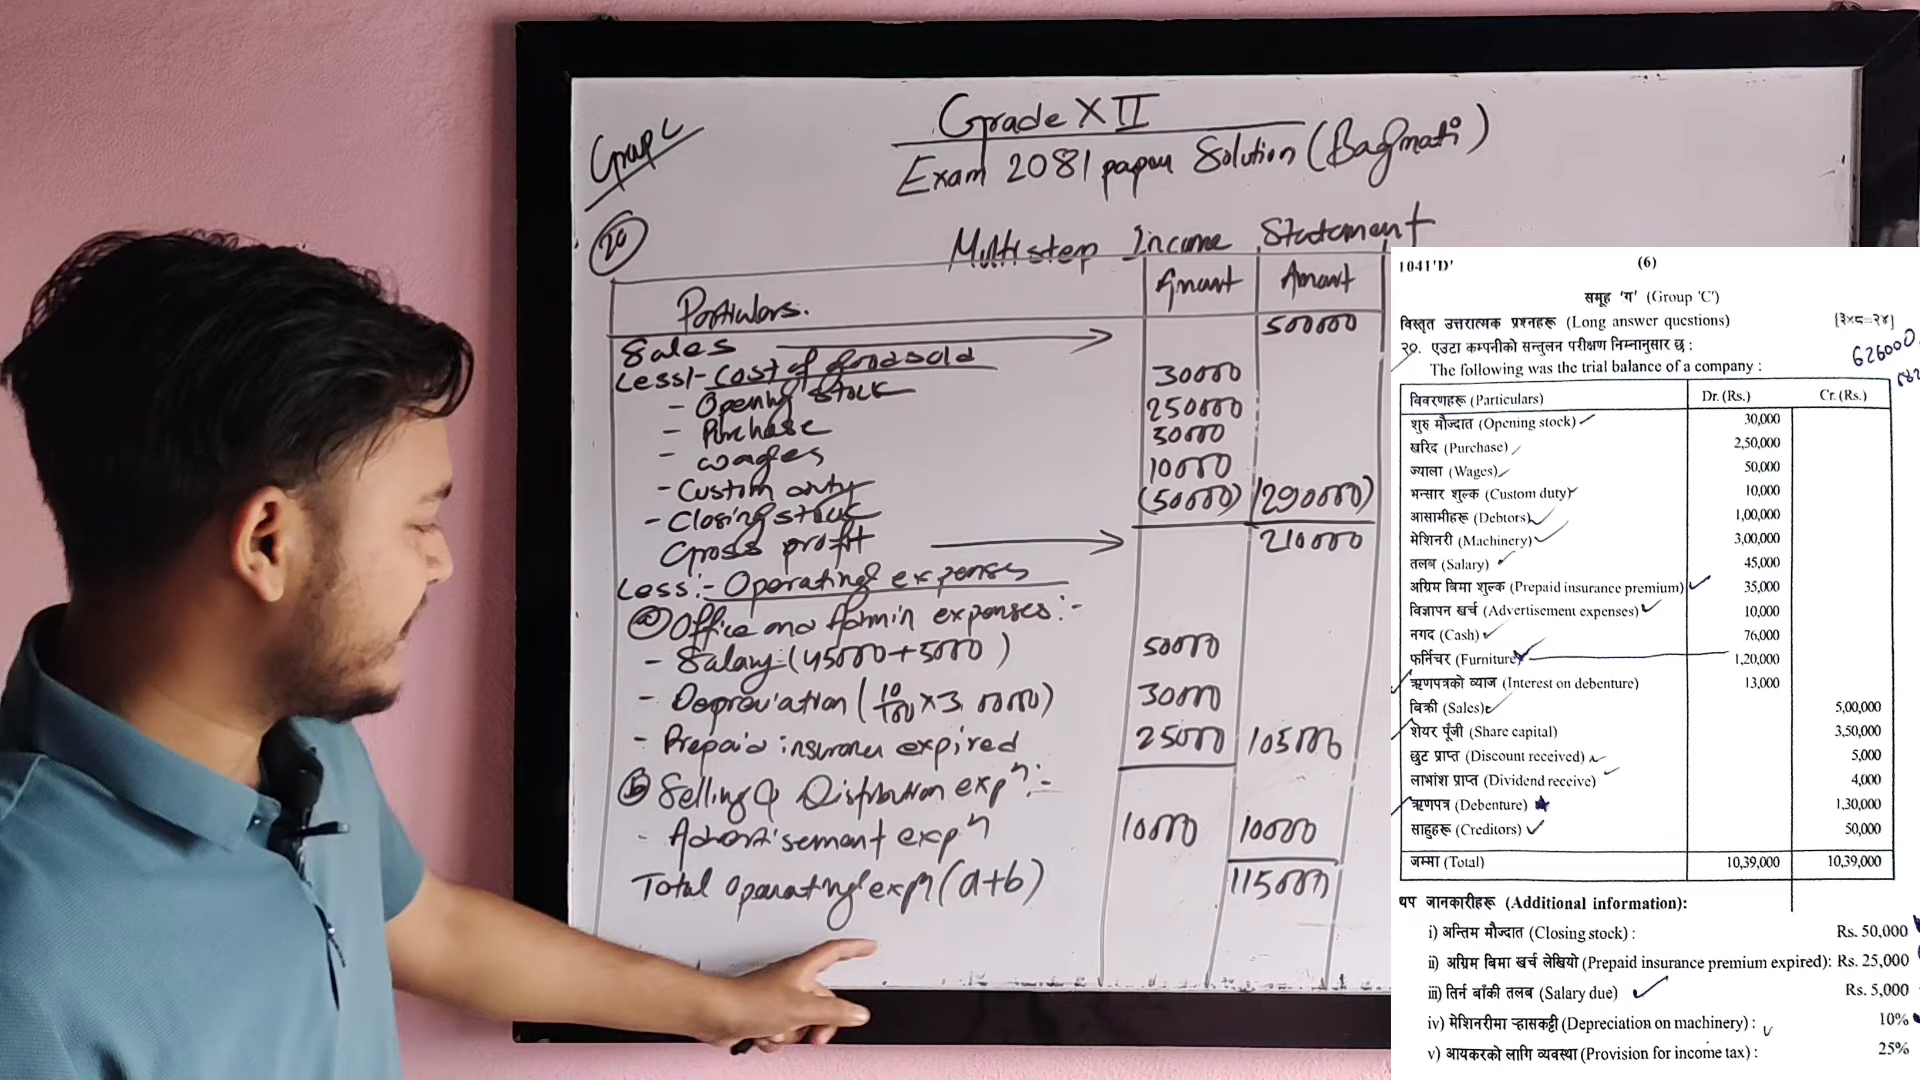 Group C
Grade XII
Exam 2081 paper Solution (Bagmati)
20
Multistep Income Statement
Particulars. Amount Amount
Sales 500000
Less:- Cost of Good sold
- Opening stock 30000
- Purchase 250000
- Wages 50000
- Custom duty 10000
- Closing stock (50000) (290000)
Gross profit 210000
Less:- Operating expenses
(a) Office and Admin expenses:-
- Salary (45000+5000) 50000
- Depreciation (10/100 × 3,00000) 30000
- Prepaid insurance expired 25000 105000
(b) Selling & Distribution expn:-
- Advertisement expn 10000 10000
Total operating expn (a+b) 115000
1041'D' (6)
समूह 'ग' (Group 'C')
विस्तृत उत्तरात्मक प्रश्नहरू (Long answer questions) [३×८=२४]
626000
२०. एउटा कम्पनीको सन्तुलन परीक्षण निम्नानुसार छ :
The following was the trial balance of a company :
विवरणहरू (Particulars) Dr. (Rs.) Cr. (Rs.)
शुरु मौज्दात (Opening stock) 30,000
खरिद (Purchase) 2,50,000
ज्याला (Wages) 50,000
भन्सार शुल्क (Custom duty) 10,000
आसामीहरू (Debtors) 1,00,000
मेशिनरी (Machinery) 3,00,000
तलब (Salary) 45,000
अग्रिम बिमा शुल्क (Prepaid insurance premium) 35,000
विज्ञापन खर्च (Advertisement expenses) 10,000
नगद (Cash) 76,000
फर्निचर (Furniture) 1,20,000
ऋणपत्रको व्याज (Interest on debenture) 13,000
बिक्री (Sales) 5,00,000
शेयर पूँजी (Share capital) 3,50,000
छुट प्राप्त (Discount received) 5,000
लाभांश प्राप्त (Dividend receive) 4,000
ऋणपत्र (Debenture) 1,30,000
साहुहरू (Creditors) 50,000
जम्मा (Total) 10,39,000 10,39,000
थप जानकारीहरू (Additional information):
i) अन्तिम मौज्दात (Closing stock) : Rs. 50,000
ii) अग्रिम बिमा खर्च लेखियो (Prepaid insurance premium expired): Rs. 25,000
iii) तिर्न बाँकी तलब (Salary due) Rs. 5,000
iv) मेशिनरीमा ऱ्हासकट्टी (Depreciation on machinery) : 10%
v) आयकरको लागि व्यवस्था (Provision for income tax) : 25%